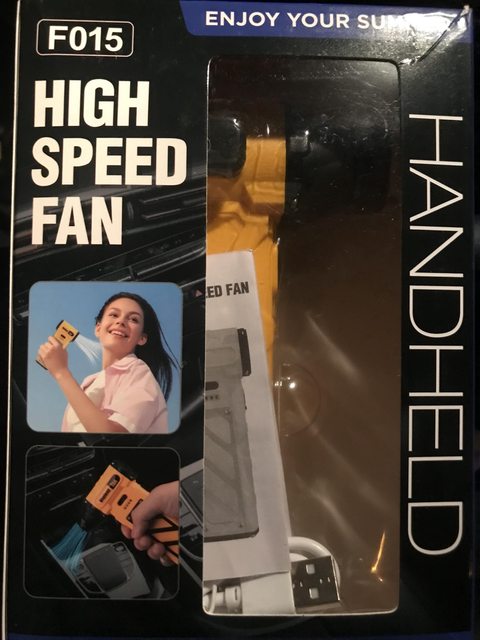 F015
ENJOY YOUR SUM
HIGH
SPEED
FAN
HANDHELD
ED FAN